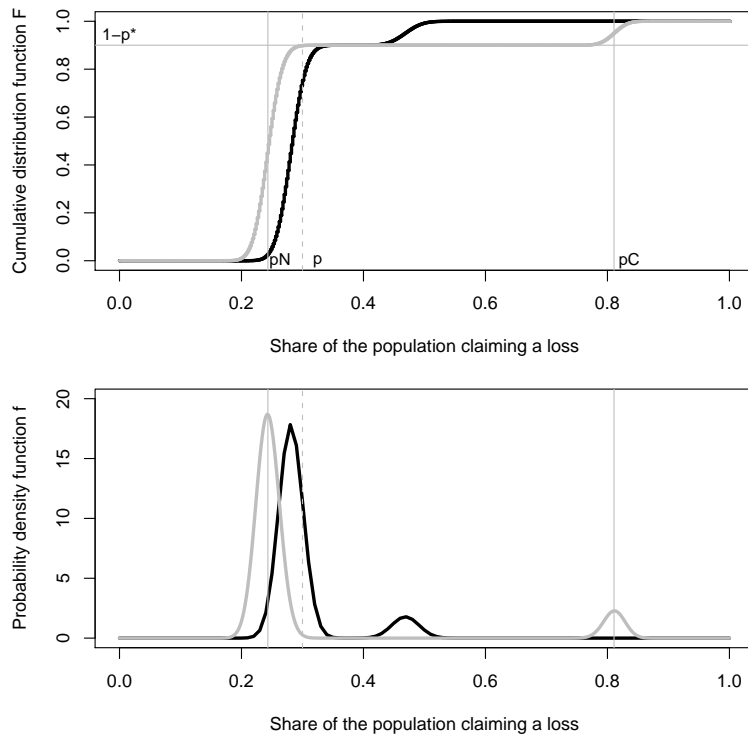 Cumulative distribution function F
1.0
0.8
0.6
0.4
0.2
0.0
1−p*
pN
p
pC
0.0 0.2 0.4 0.6 0.8 1.0
Share of the population claiming a loss
Probability density function f
20
15
10
5
0
0.0 0.2 0.4 0.6 0.8 1.0
Share of the population claiming a loss